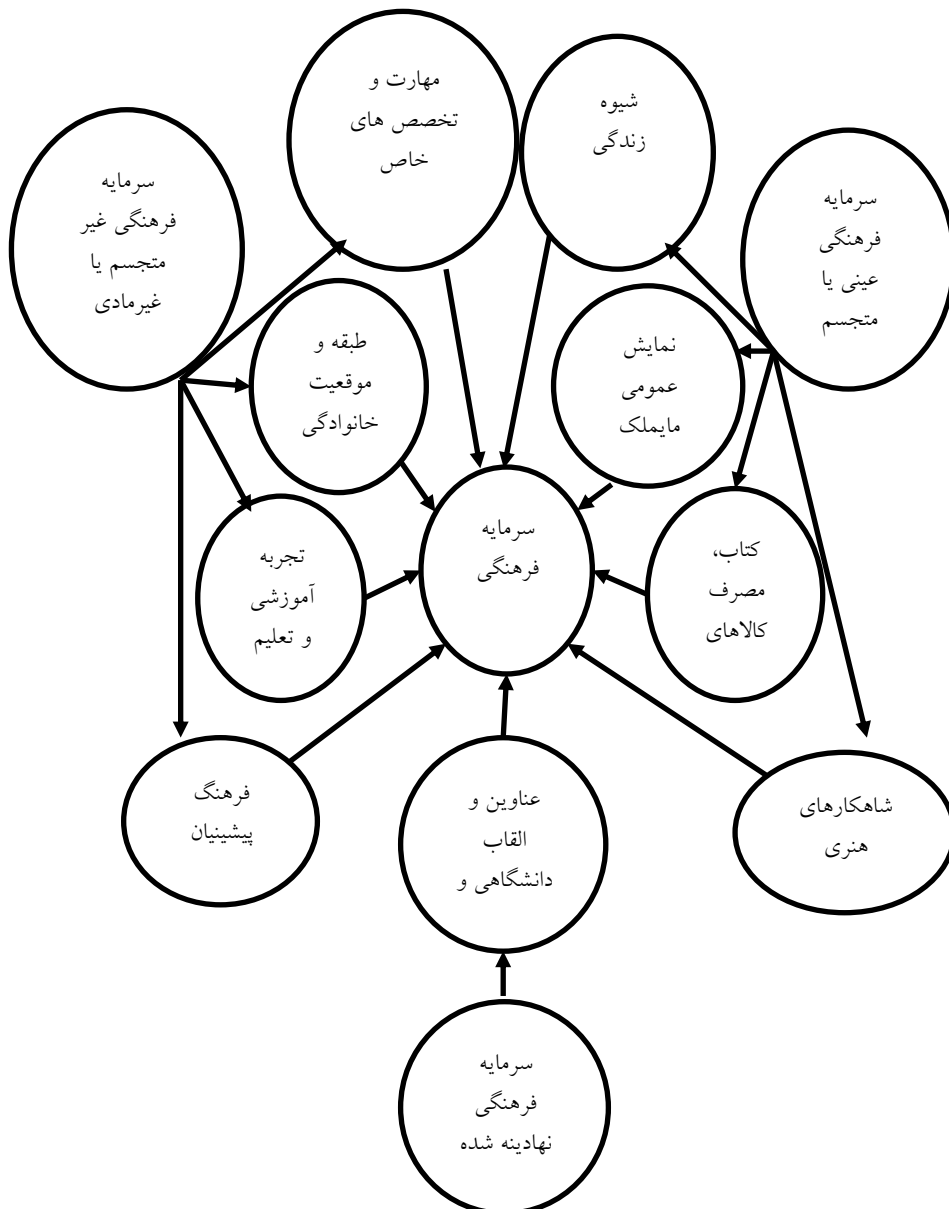 مهارت و
تخصص های
خاص
شیوه
زندگی
سرمایه
فرهنگی غیر
متجسم یا
غیرمادی
سرمایه
فرهنگی
عینی یا
متجسم
طبقه و
موقعیت
خانوادگی
نمایش
عمومی
مایملک
سرمایه
فرهنگی
تجربه
آموزشی
و تعلیم
کتاب،
مصرف
کالاهای
فرهنگ
پیشینیان
عناوین و
القاب
دانشگاهی و
شاهکارهای
هنری
سرمایه
فرهنگی
نهادینه شده